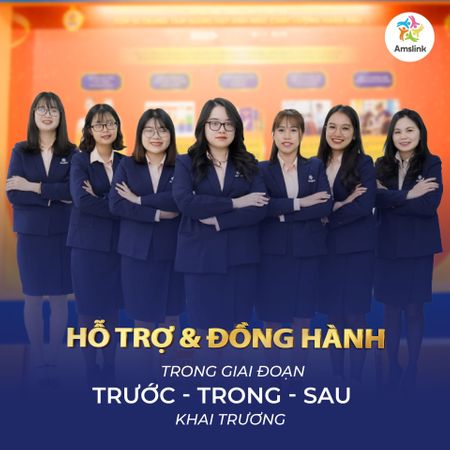 Amslink
HỖ TRỢ & ĐỒNG HÀNH
TRONG GIAI ĐOẠN
TRƯỚC - TRONG - SAU
KHAI TRƯƠNG